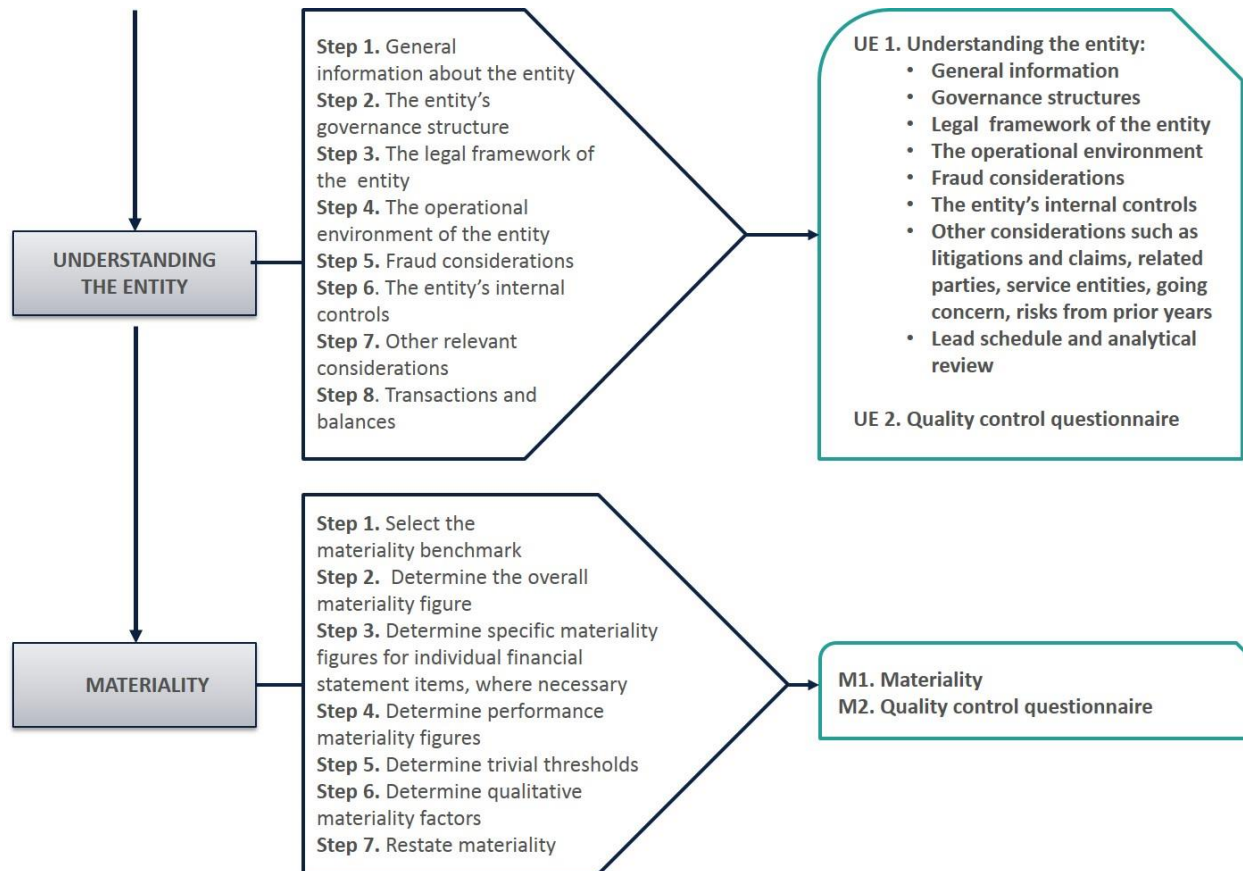 UNDERSTANDING
THE ENTITY
Step 1. General
information about the entity
Step 2. The entity’s
governance structure
Step 3. The legal framework of
the entity
Step 4. The operational
environment of the entity
Step 5. Fraud considerations
Step 6. The entity’s internal
controls
Step 7. Other relevant
considerations
Step 8. Transactions and
balances
UE 1. Understanding the entity:
• General information
• Governance structures
• Legal framework of the entity
• The operational environment
• Fraud considerations
• The entity’s internal controls
• Other considerations such as
litigations and claims, related
parties, service entities, going
concern, risks from prior years
• Lead schedule and analytical
review
UE 2. Quality control questionnaire
MATERIALITY
Step 1. Select the
materiality benchmark
Step 2. Determine the overall
materiality figure
Step 3. Determine specific materiality
figures for individual financial
statement items, where necessary
Step 4. Determine performance
materiality figures
Step 5. Determine trivial thresholds
Step 6. Determine qualitative
materiality factors
Step 7. Restate materiality
M1. Materiality
M2. Quality control questionnaire